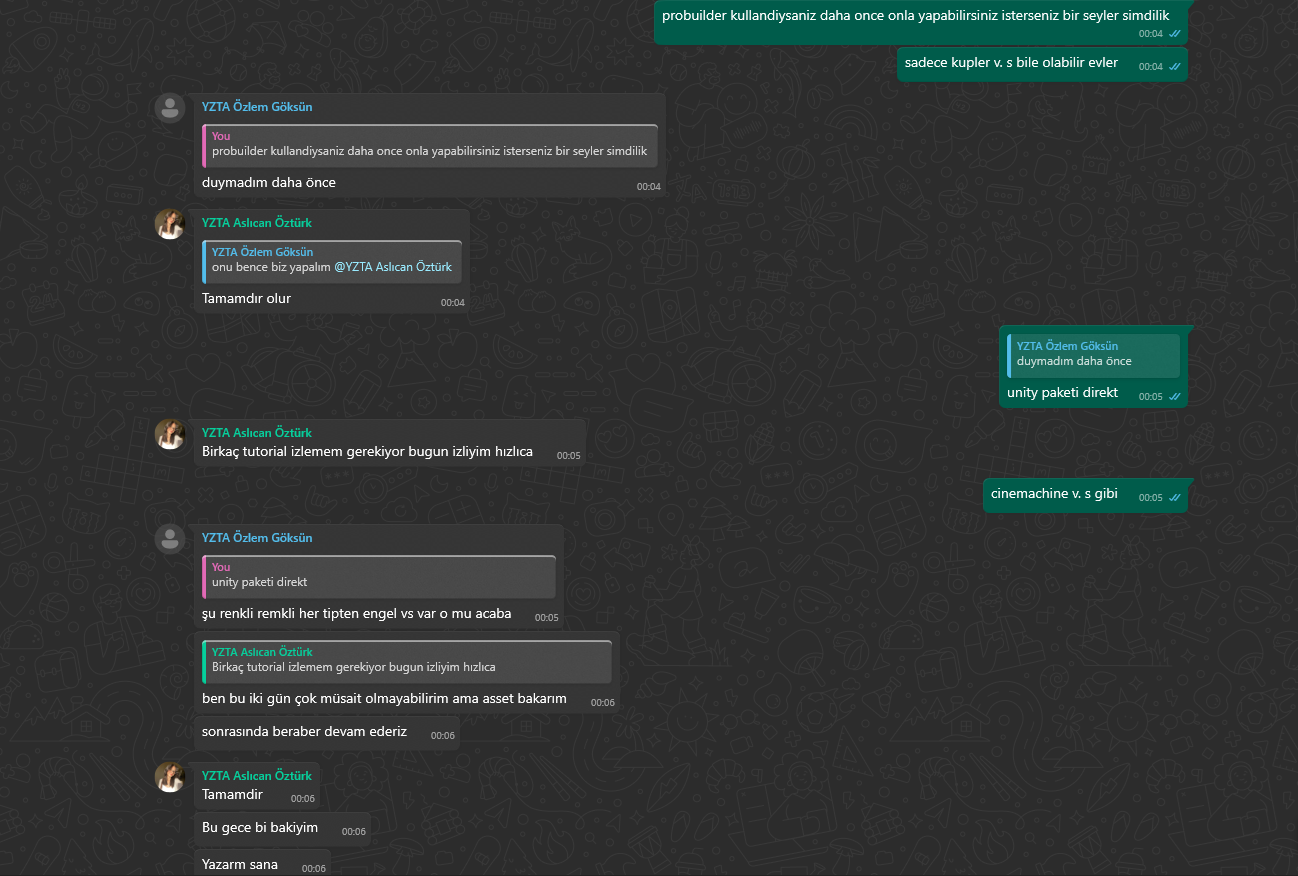 probuilder kullandiysaniz daha once onla yapabilirsiniz isterseniz bir seyler simdilik
00:04
sadece kupler v. s bile olabilir evler
00:04
YZTA Özlem Göksün
You
probuilder kullandiysaniz daha once onla yapabilirsiniz isterseniz bir seyler simdilik
duymadım daha önce
00:04
YZTA Aslıcan Öztürk
YZTA Özlem Göksün
onu bence biz yapalım @YZTA Aslıcan Öztürk
Tamamdır olur
00:04
YZTA Özlem Göksün
duymadım daha önce
unity paketi direkt
00:05
YZTA Aslıcan Öztürk
Birkaç tutorial izlemem gerekiyor bugun izliyim hızlıca
00:05
cinemachine v. s gibi
00:05
YZTA Özlem Göksün
You
unity paketi direkt
şu renkli remkli her tipten engel vs var o mu acaba
00:05
YZTA Aslıcan Öztürk
Birkaç tutorial izlemem gerekiyor bugun izliyim hızlıca
ben bu iki gün çok müsait olmayabilirim ama asset bakarım
00:06
sonrasında beraber devam ederiz
00:06
YZTA Aslıcan Öztürk
Tamamdir
00:06
Bu gece bi bakiyim
00:06
Yazarm sana
00:06